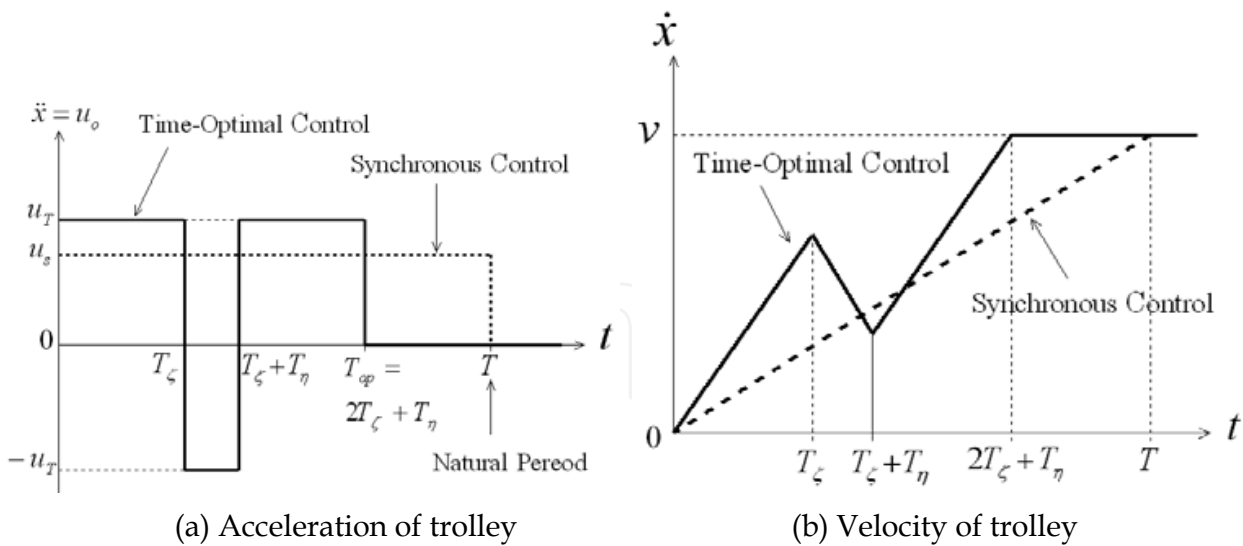 ẍ = u_o
Time-Optimal Control
Synchronous Control
u_T
u_s
0
T_ζ
T_ζ + T_η
T_op =
2T_ζ + T_η
T
t
Natural Pereod
−u_T
(a) Acceleration of trolley
ẋ
v
Time-Optimal Control
Synchronous Control
0
T_ζ
T_ζ + T_η
2T_ζ + T_η
T
t
(b) Velocity of trolley